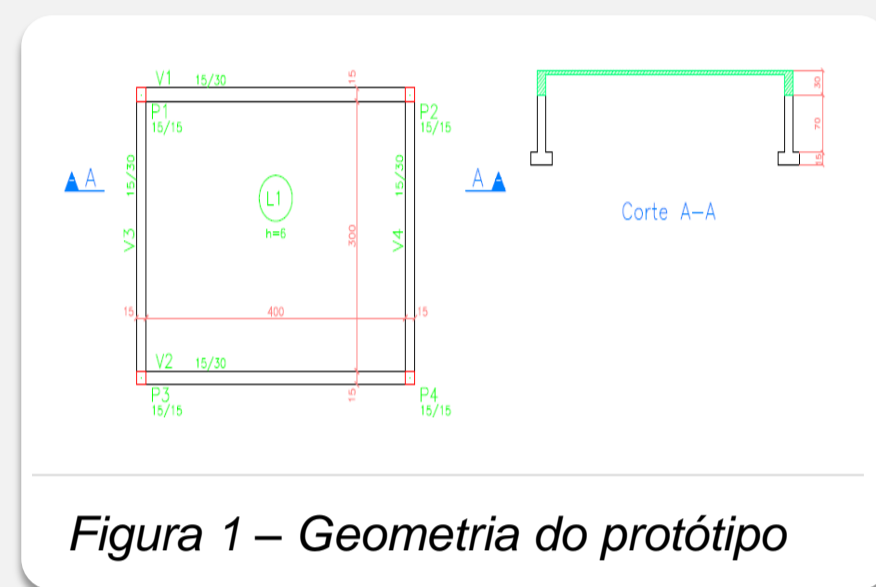 V1 15/30
15
30
P1
15/15
P2
15/15
70
15
A
A
15/30
15/30
L1
h=6
Corte A-A
V3
V4
300
15
400
15
V2 15/30
P3
15/15
15
P4
15/15
Figura 1 – Geometria do protótipo